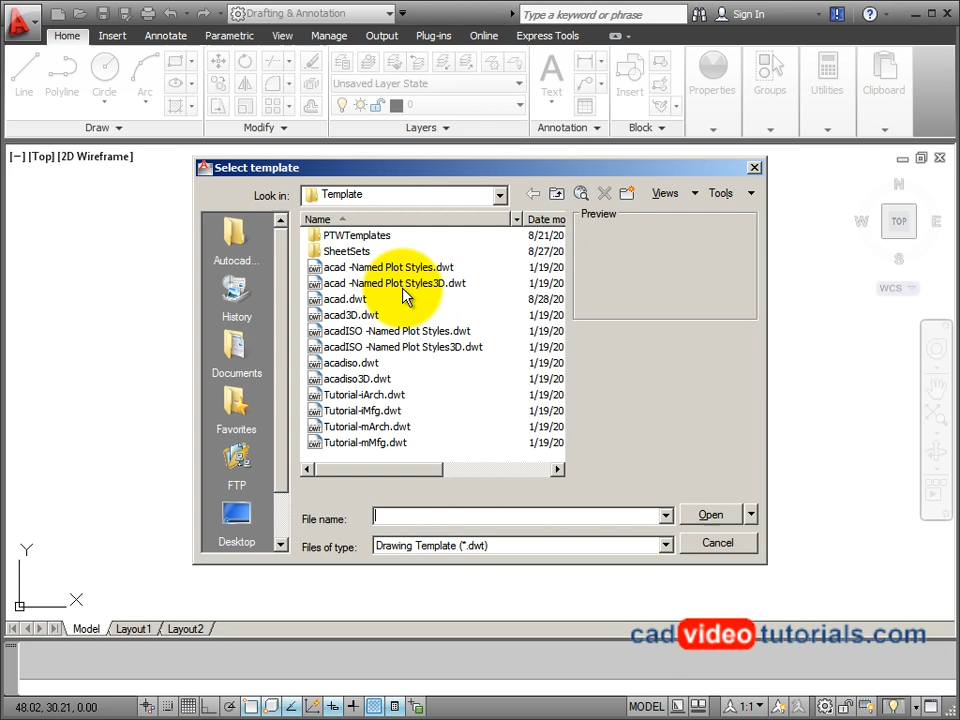 Drafting & Annotation
Type a keyword or phrase
Sign In
Home Insert Annotate Parametric View Manage Output Plug-ins Online Express Tools
Unsaved Layer State
0
Line Polyline Circle Arc
Text Insert Properties Groups Utilities Clipboard
Draw Modify Layers Annotation Block
[−] [Top] [2D Wireframe]
N
W TOP E
S
WCS
Select template
Look in: Template
Views Tools
Name Date mo
Preview
PTWTemplates 8/21/20
SheetSets 8/27/20
acad -Named Plot Styles.dwt 1/19/20
acad -Named Plot Styles3D.dwt 1/19/20
acad.dwt 8/28/20
acad3D.dwt 1/19/20
acadISO -Named Plot Styles.dwt 1/19/20
acadISO -Named Plot Styles3D.dwt 1/19/20
acadiso.dwt 1/19/20
acadiso3D.dwt 1/19/20
Tutorial-iArch.dwt 1/19/20
Tutorial-iMfg.dwt 1/19/20
Tutorial-mArch.dwt 1/19/20
Tutorial-mMfg.dwt 1/19/20
Autocad...
History
Documents
Favorites
FTP
Desktop
File name:
Open
Files of type: Drawing Template (*.dwt)
Cancel
Y
X
Model Layout1 Layout2
cad video tutorials.com
48.02, 30.21, 0.00
MODEL
1:1